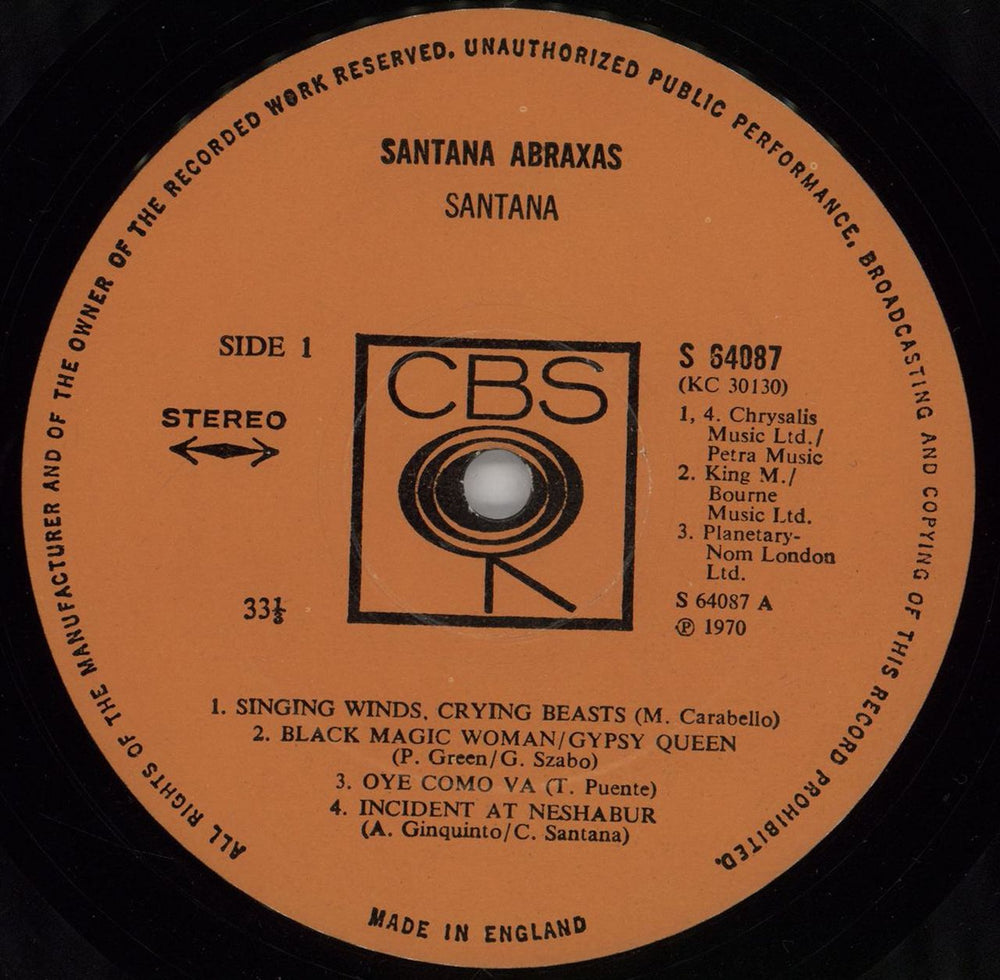 ALL RIGHTS OF THE MANUFACTURER AND OF THE OWNER OF THE RECORDED WORK RESERVED. UNAUTHORIZED PUBLIC PERFORMANCE, BROADCASTING AND COPYING OF THIS RECORD PROHIBITED.
SANTANA ABRAXAS
SANTANA
SIDE 1
STEREO
33⅓
CBS
S 64087
(KC 30130)
1, 4. Chrysalis
Music Ltd./
Petra Music
2. King M./
Bourne
Music Ltd.
3. Planetary-
Nom London
Ltd.
S 64087 A
℗ 1970
1. SINGING WINDS, CRYING BEASTS (M. Carabello)
2. BLACK MAGIC WOMAN/GYPSY QUEEN
(P. Green/G. Szabo)
3. OYE COMO VA (T. Puente)
4. INCIDENT AT NESHABUR
(A. Ginquinto/C. Santana)
MADE IN ENGLAND